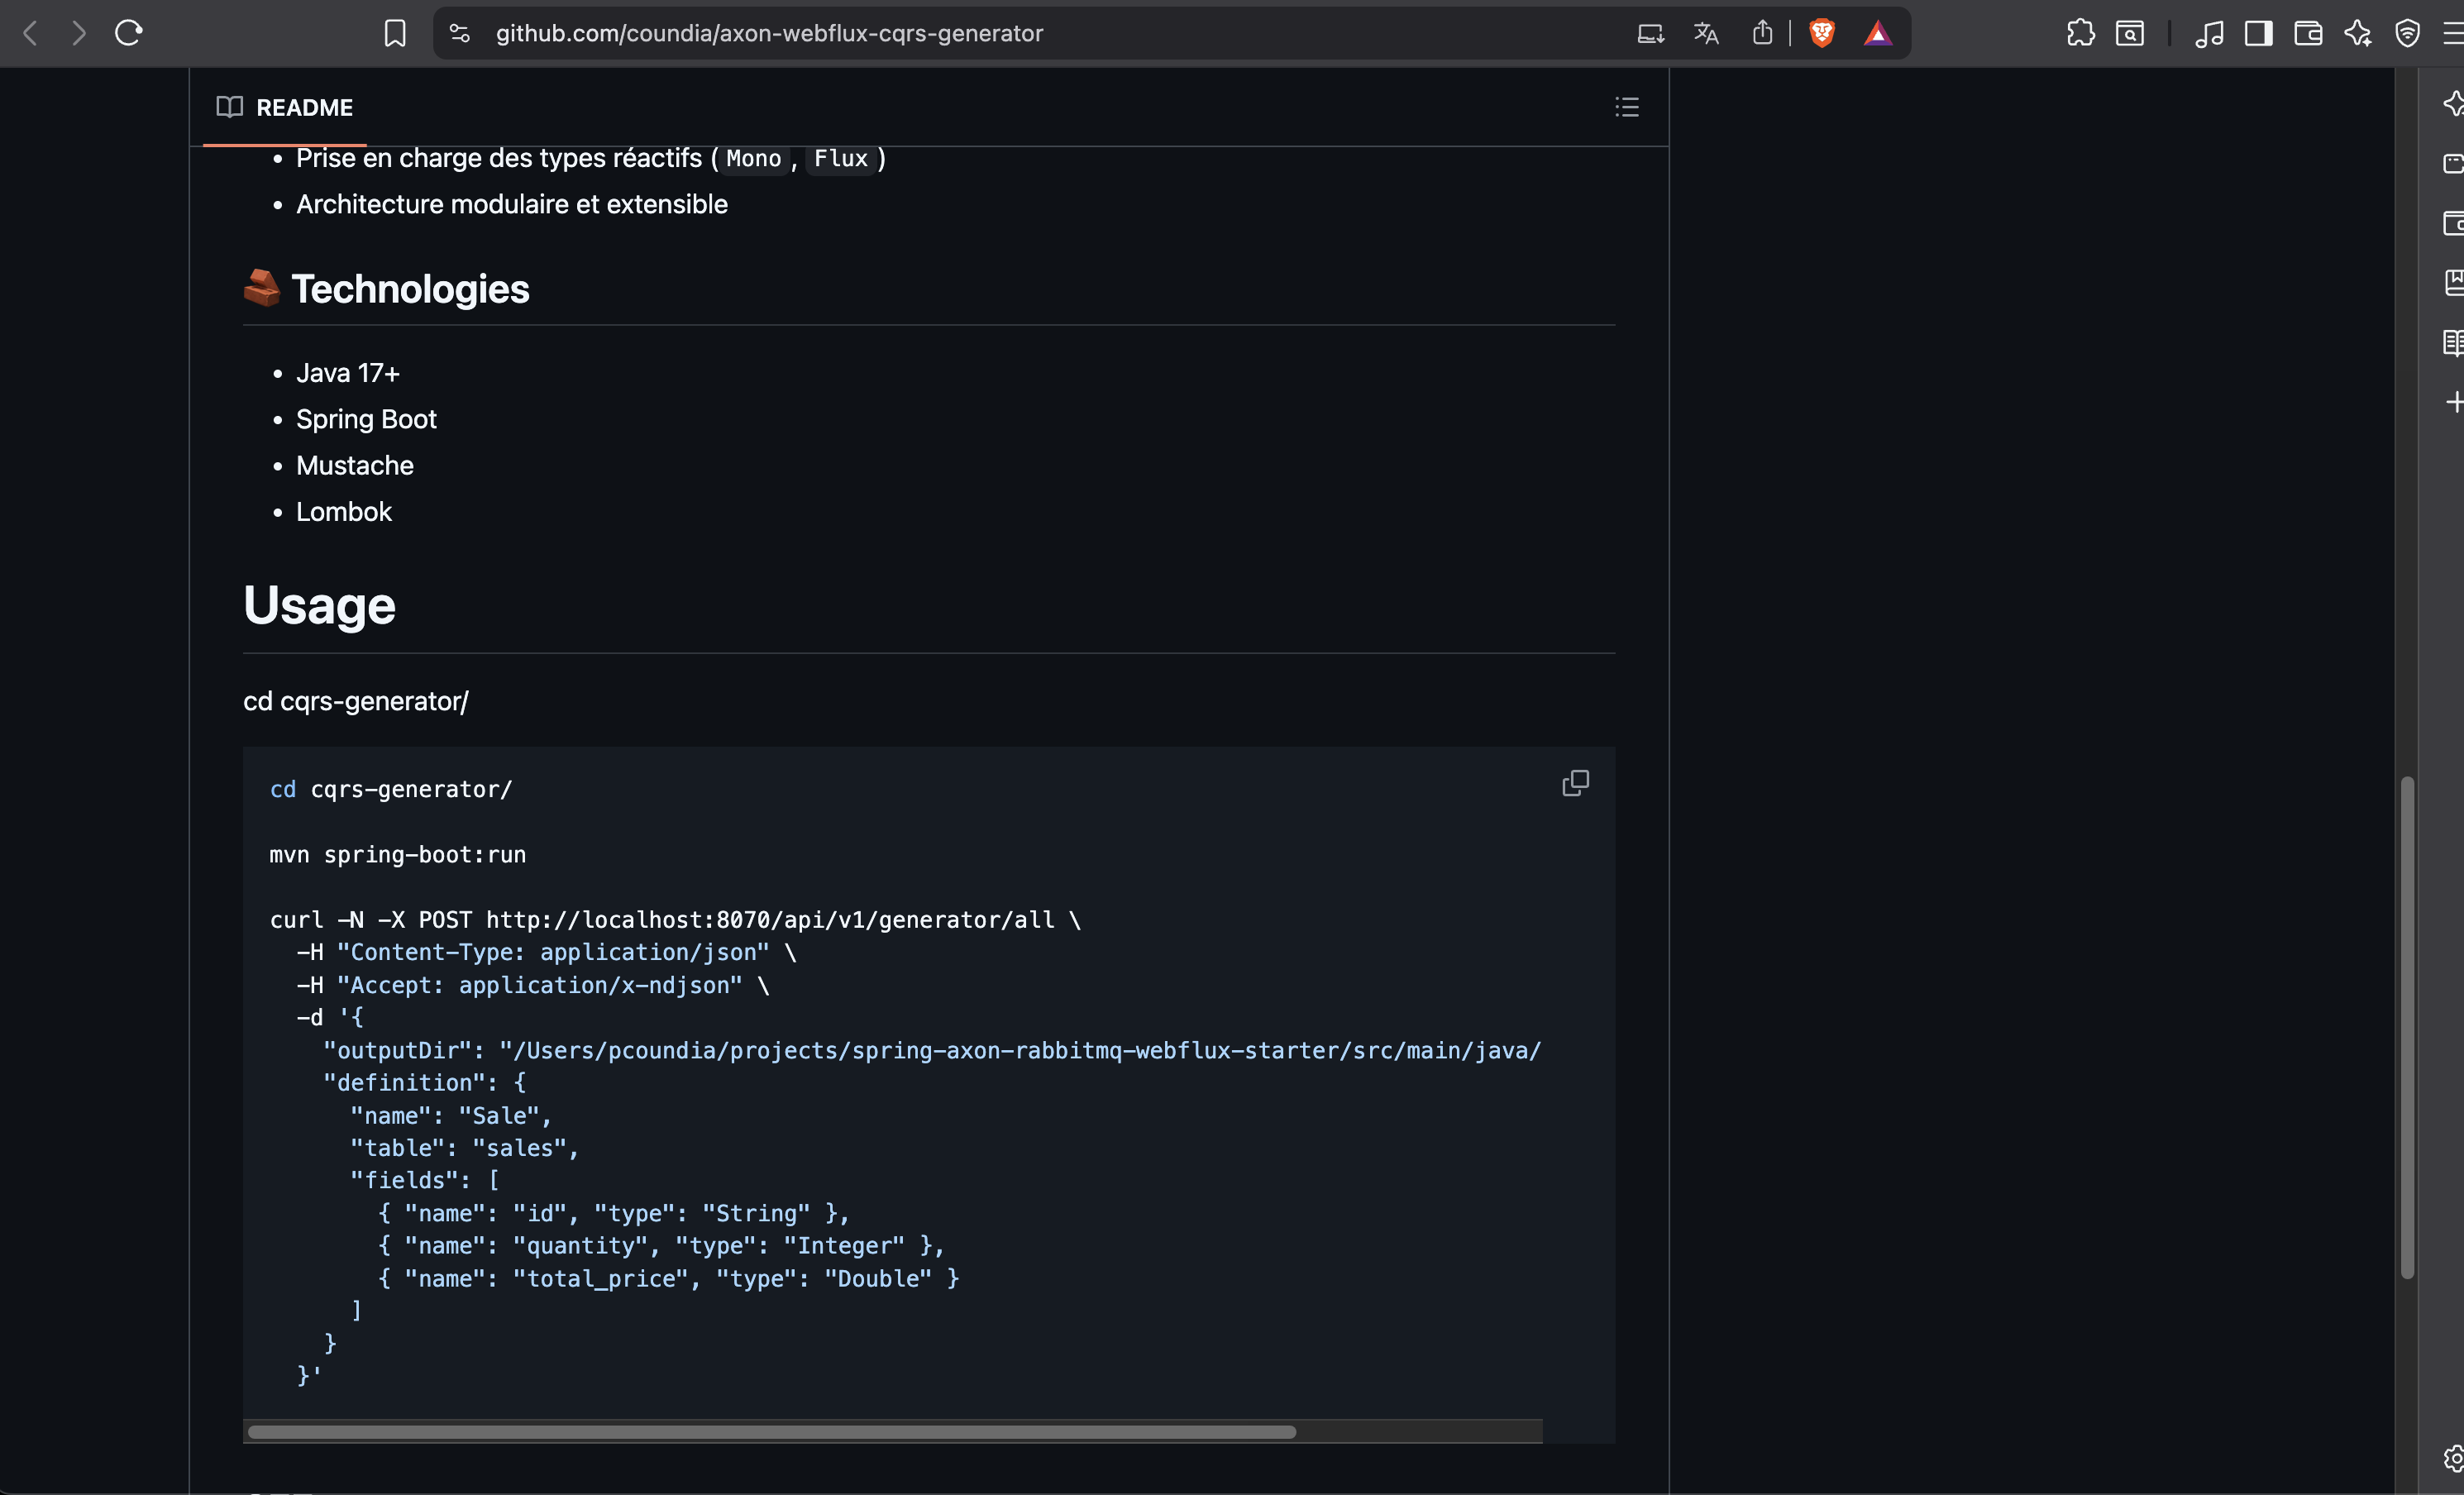 github.com/coundia/axon-webflux-cqrs-generator
README
Prise en charge des types réactifs ( Mono , Flux )
Architecture modulaire et extensible
Technologies
Java 17+
Spring Boot
Mustache
Lombok
Usage
cd cqrs-generator/
cd cqrs-generator/
mvn spring-boot:run
curl -N -X POST http://localhost:8070/api/v1/generator/all \
-H "Content-Type: application/json" \
-H "Accept: application/x-ndjson" \
-d '{
"outputDir": "/Users/pcoundia/projects/spring-axon-rabbitmq-webflux-starter/src/main/java/
"definition": {
"name": "Sale",
"table": "sales",
"fields": [
{ "name": "id", "type": "String" },
{ "name": "quantity", "type": "Integer" },
{ "name": "total_price", "type": "Double" }
]
}
}'